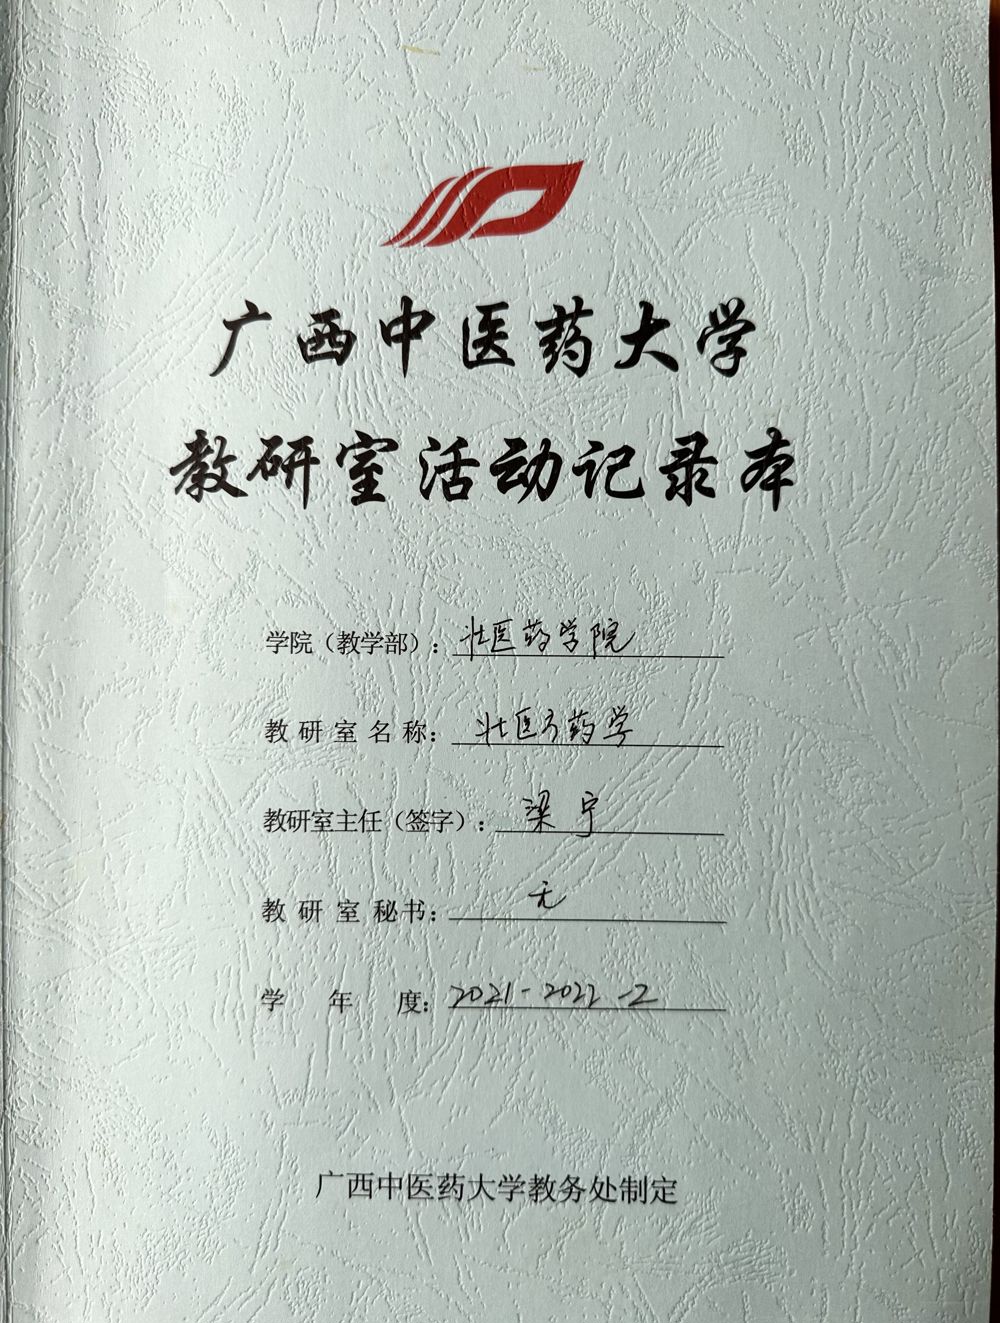 广西中医药大学
教研室活动记录本
学院（教学部）：壮医药学院
教研室名称：壮医方药学
教研室主任（签字）：梁宁
教研室秘书：无
学年度：2021-2022-2
广西中医药大学教务处制定